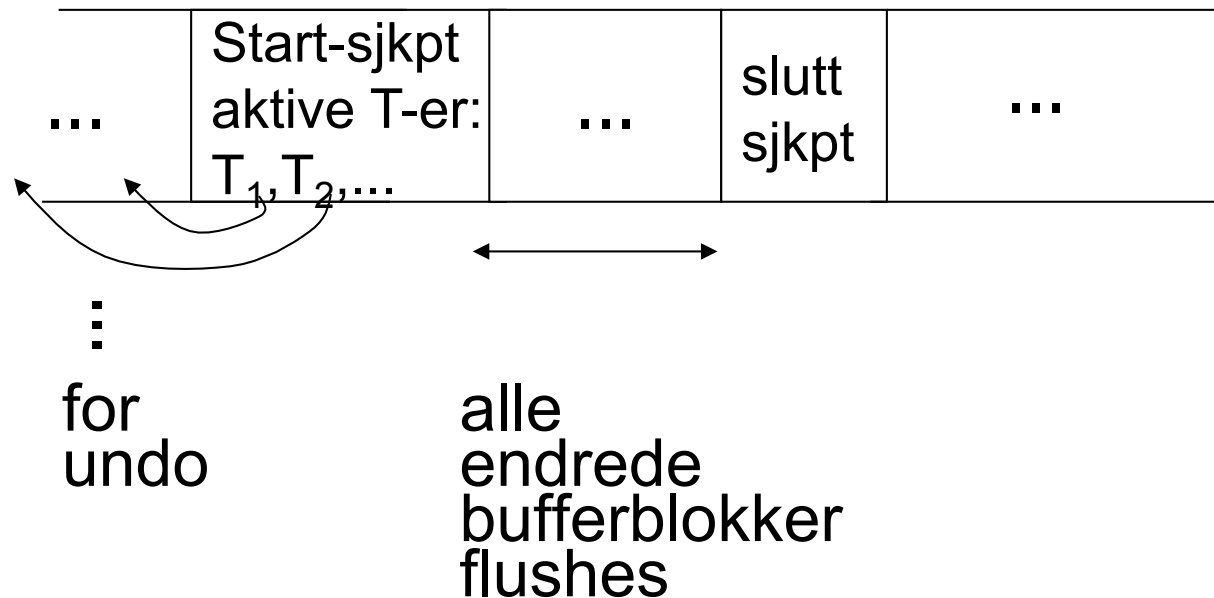 ...
Start-sjkpt
aktive T-er:
T₁,T₂,...
...
slutt
sjkpt
...
...
for
undo
alle
endrede
bufferblokker
flushes